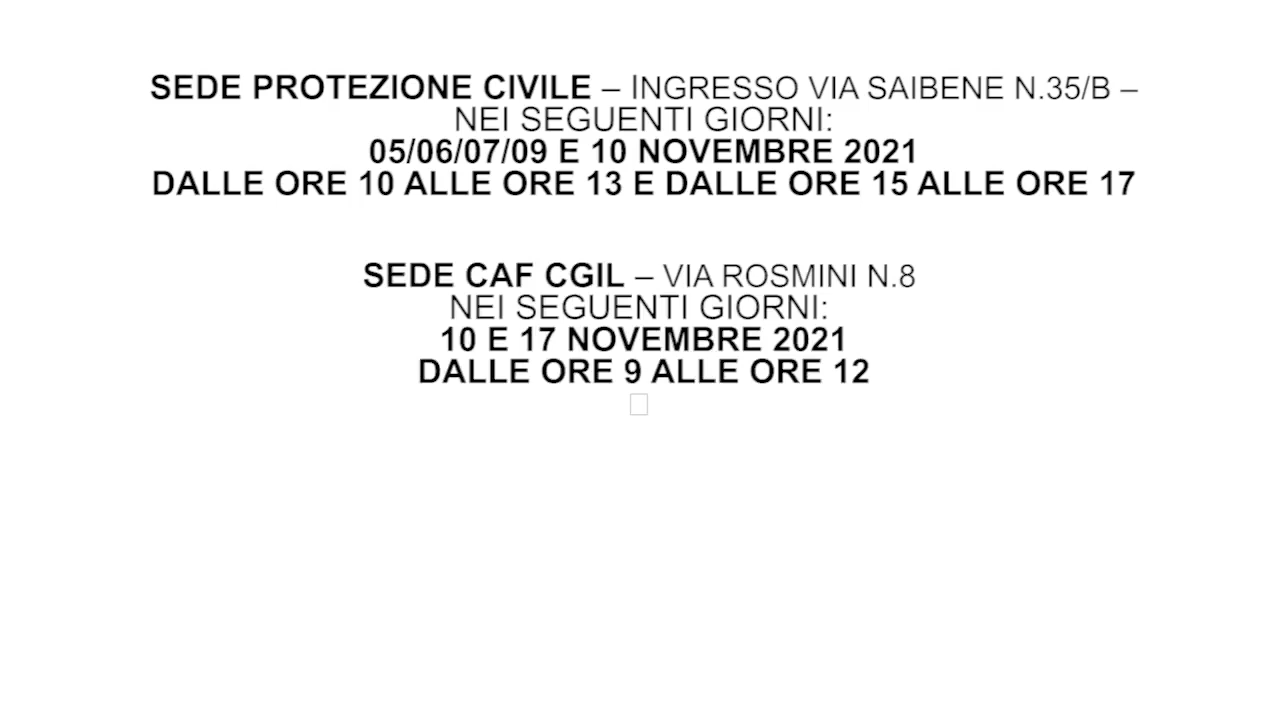 SEDE PROTEZIONE CIVILE – INGRESSO VIA SAIBENE N.35/B –
NEI SEGUENTI GIORNI:
05/06/07/09 E 10 NOVEMBRE 2021
DALLE ORE 10 ALLE ORE 13 E DALLE ORE 15 ALLE ORE 17
SEDE CAF CGIL – VIA ROSMINI N.8
NEI SEGUENTI GIORNI:
10 E 17 NOVEMBRE 2021
DALLE ORE 9 ALLE ORE 12